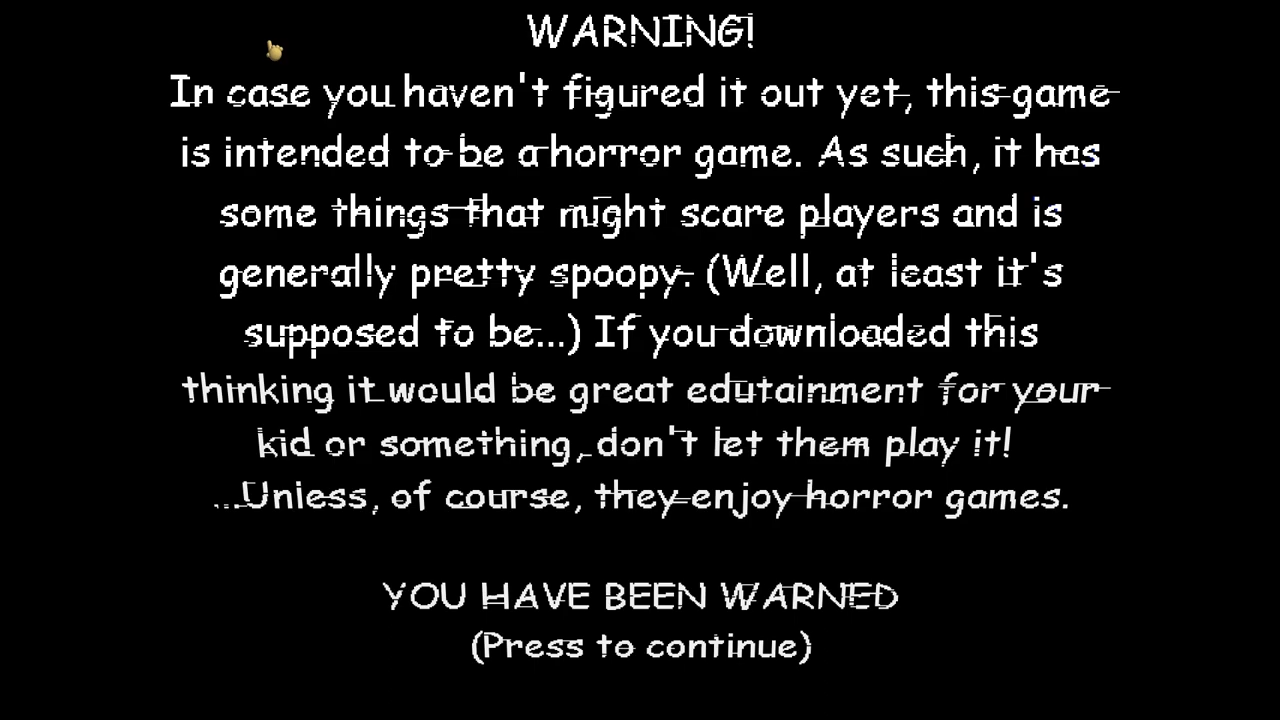 WARNING!
In case you haven't figured it out yet, this game
is intended to be a horror game. As such, it has
some things that might scare players and is
generally pretty spoopy. (Well, at least it's
supposed to be...) If you downloaded this
thinking it would be great edutainment for your
kid or something, don't let them play it!
...Unless, of course, they enjoy horror games.
YOU HAVE BEEN WARNED
(Press to continue)